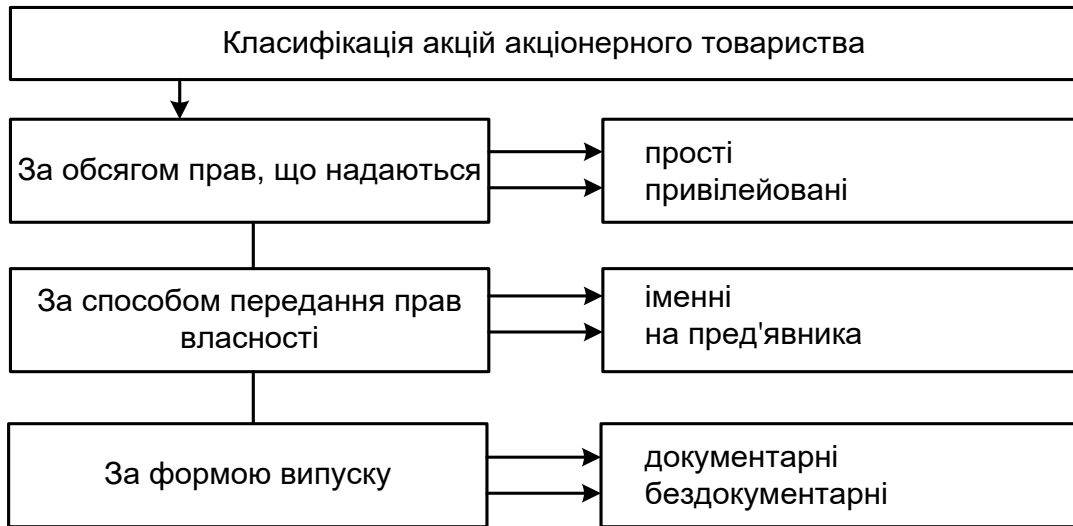 Класифікація акцій акціонерного товариства
За обсягом прав, що надаються
прості
привілейовані
За способом передання прав
власності
іменні
на пред'явника
За формою випуску
документарні
бездокументарні